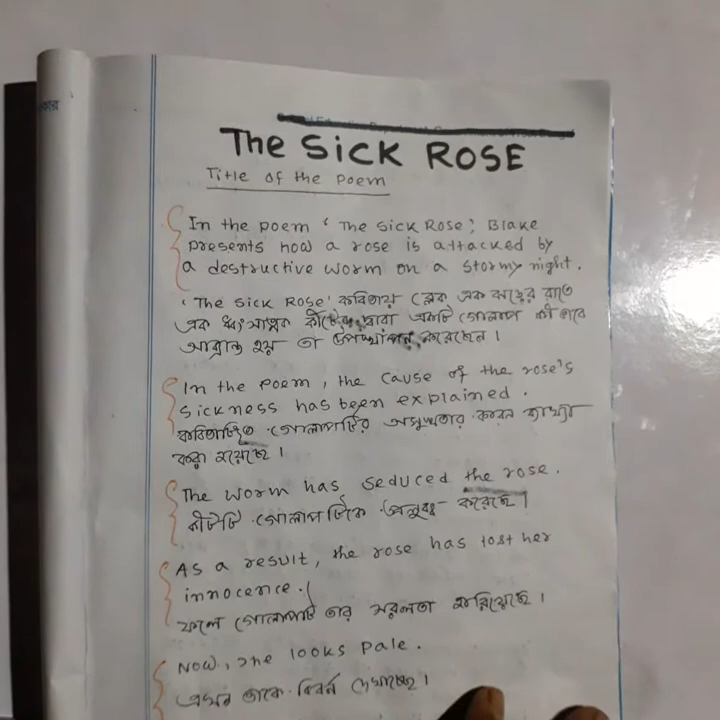 The SiCK ROSE
Title of the Poem
In the poem 'The Sick Rose', Blake
presents how a rose is attacked by
a destructive worm on a stormy night.
'The Sick Rose' কবিতায় ব্লেক এক ঝড়ের রাতে
এক ধ্বংসাত্মক কীটের দ্বারা একটি গোলাপ কী ভাবে
আক্রান্ত হয় তা উপস্থাপন করেছেন।
In the poem, the cause of the rose's
sickness has been explained.
কবিতাটিতে গোলাপটির অসুস্থতার কারন ব্যাখ্যা
করা হয়েছে।
The worm has seduced the rose.
কীটটি গোলাপটিকে প্রলুব্ধ করেছে।
As a result, the rose has lost her
innocence.
ফলে গোলাপটি তার সরলতা হারিয়েছে।
Now, she looks pale.
এখন তাকে বিবর্ন দেখাচ্ছে।